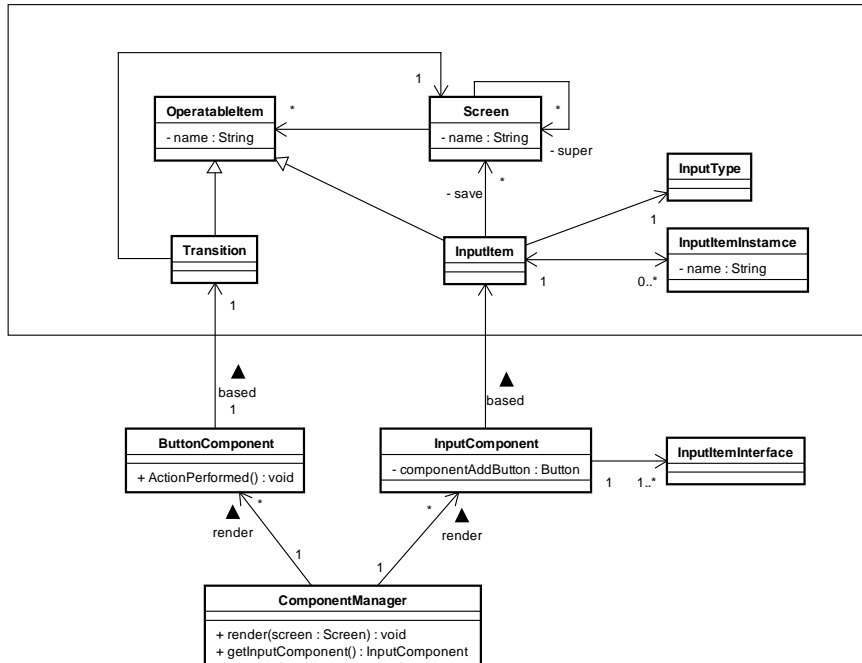 1
OperatableItem
- name : String
*
Screen
- name : String
*
- super
*
- save
InputType
1
Transition
InputItem
InputItemInstamce
- name : String
1
0..*
1
based
1
based
ButtonComponent
+ ActionPerformed() : void
InputComponent
- componentAddButton : Button
InputItemInterface
1
1..*
*
render
*
render
1
1
ComponentManager
+ render(screen : Screen) : void
+ getInputComponent() : InputComponent